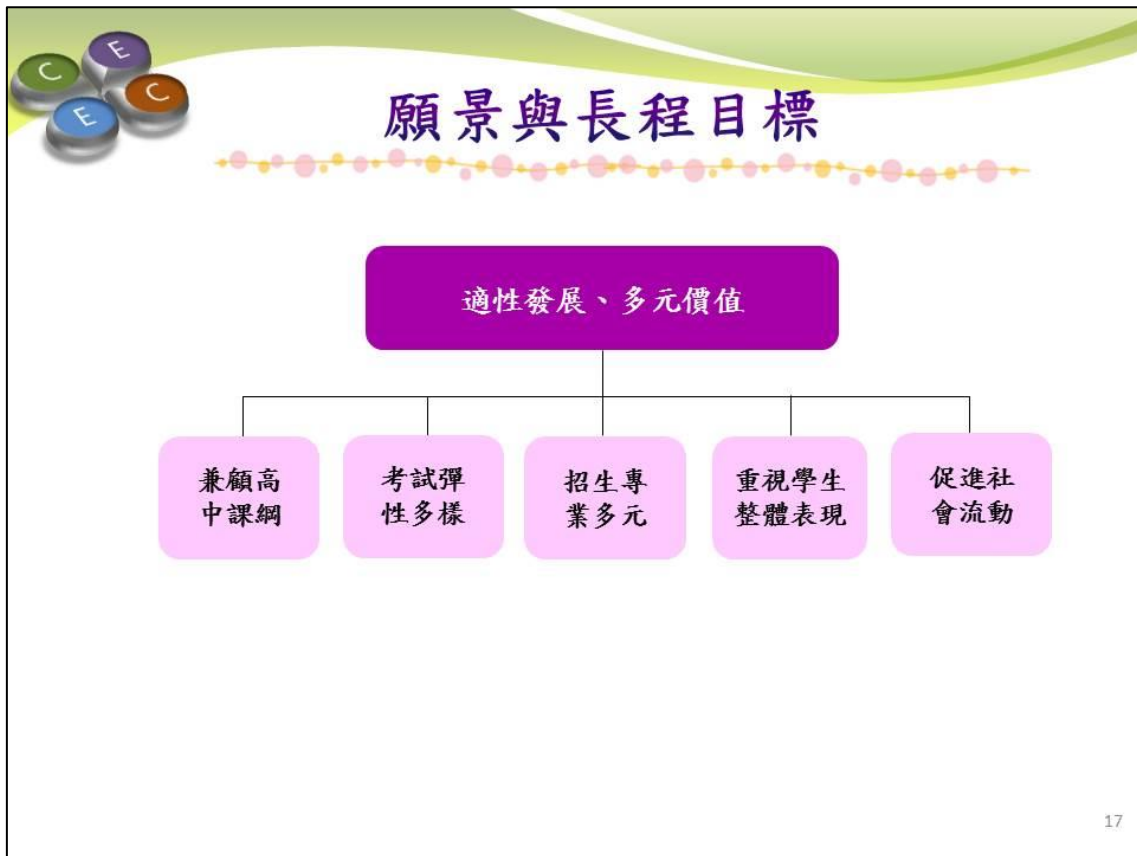 C E
E C
願景與長程目標
適性發展、多元價值
兼顧高
中課綱
考試彈
性多樣
招生專
業多元
重視學生
整體表現
促進社
會流動
17